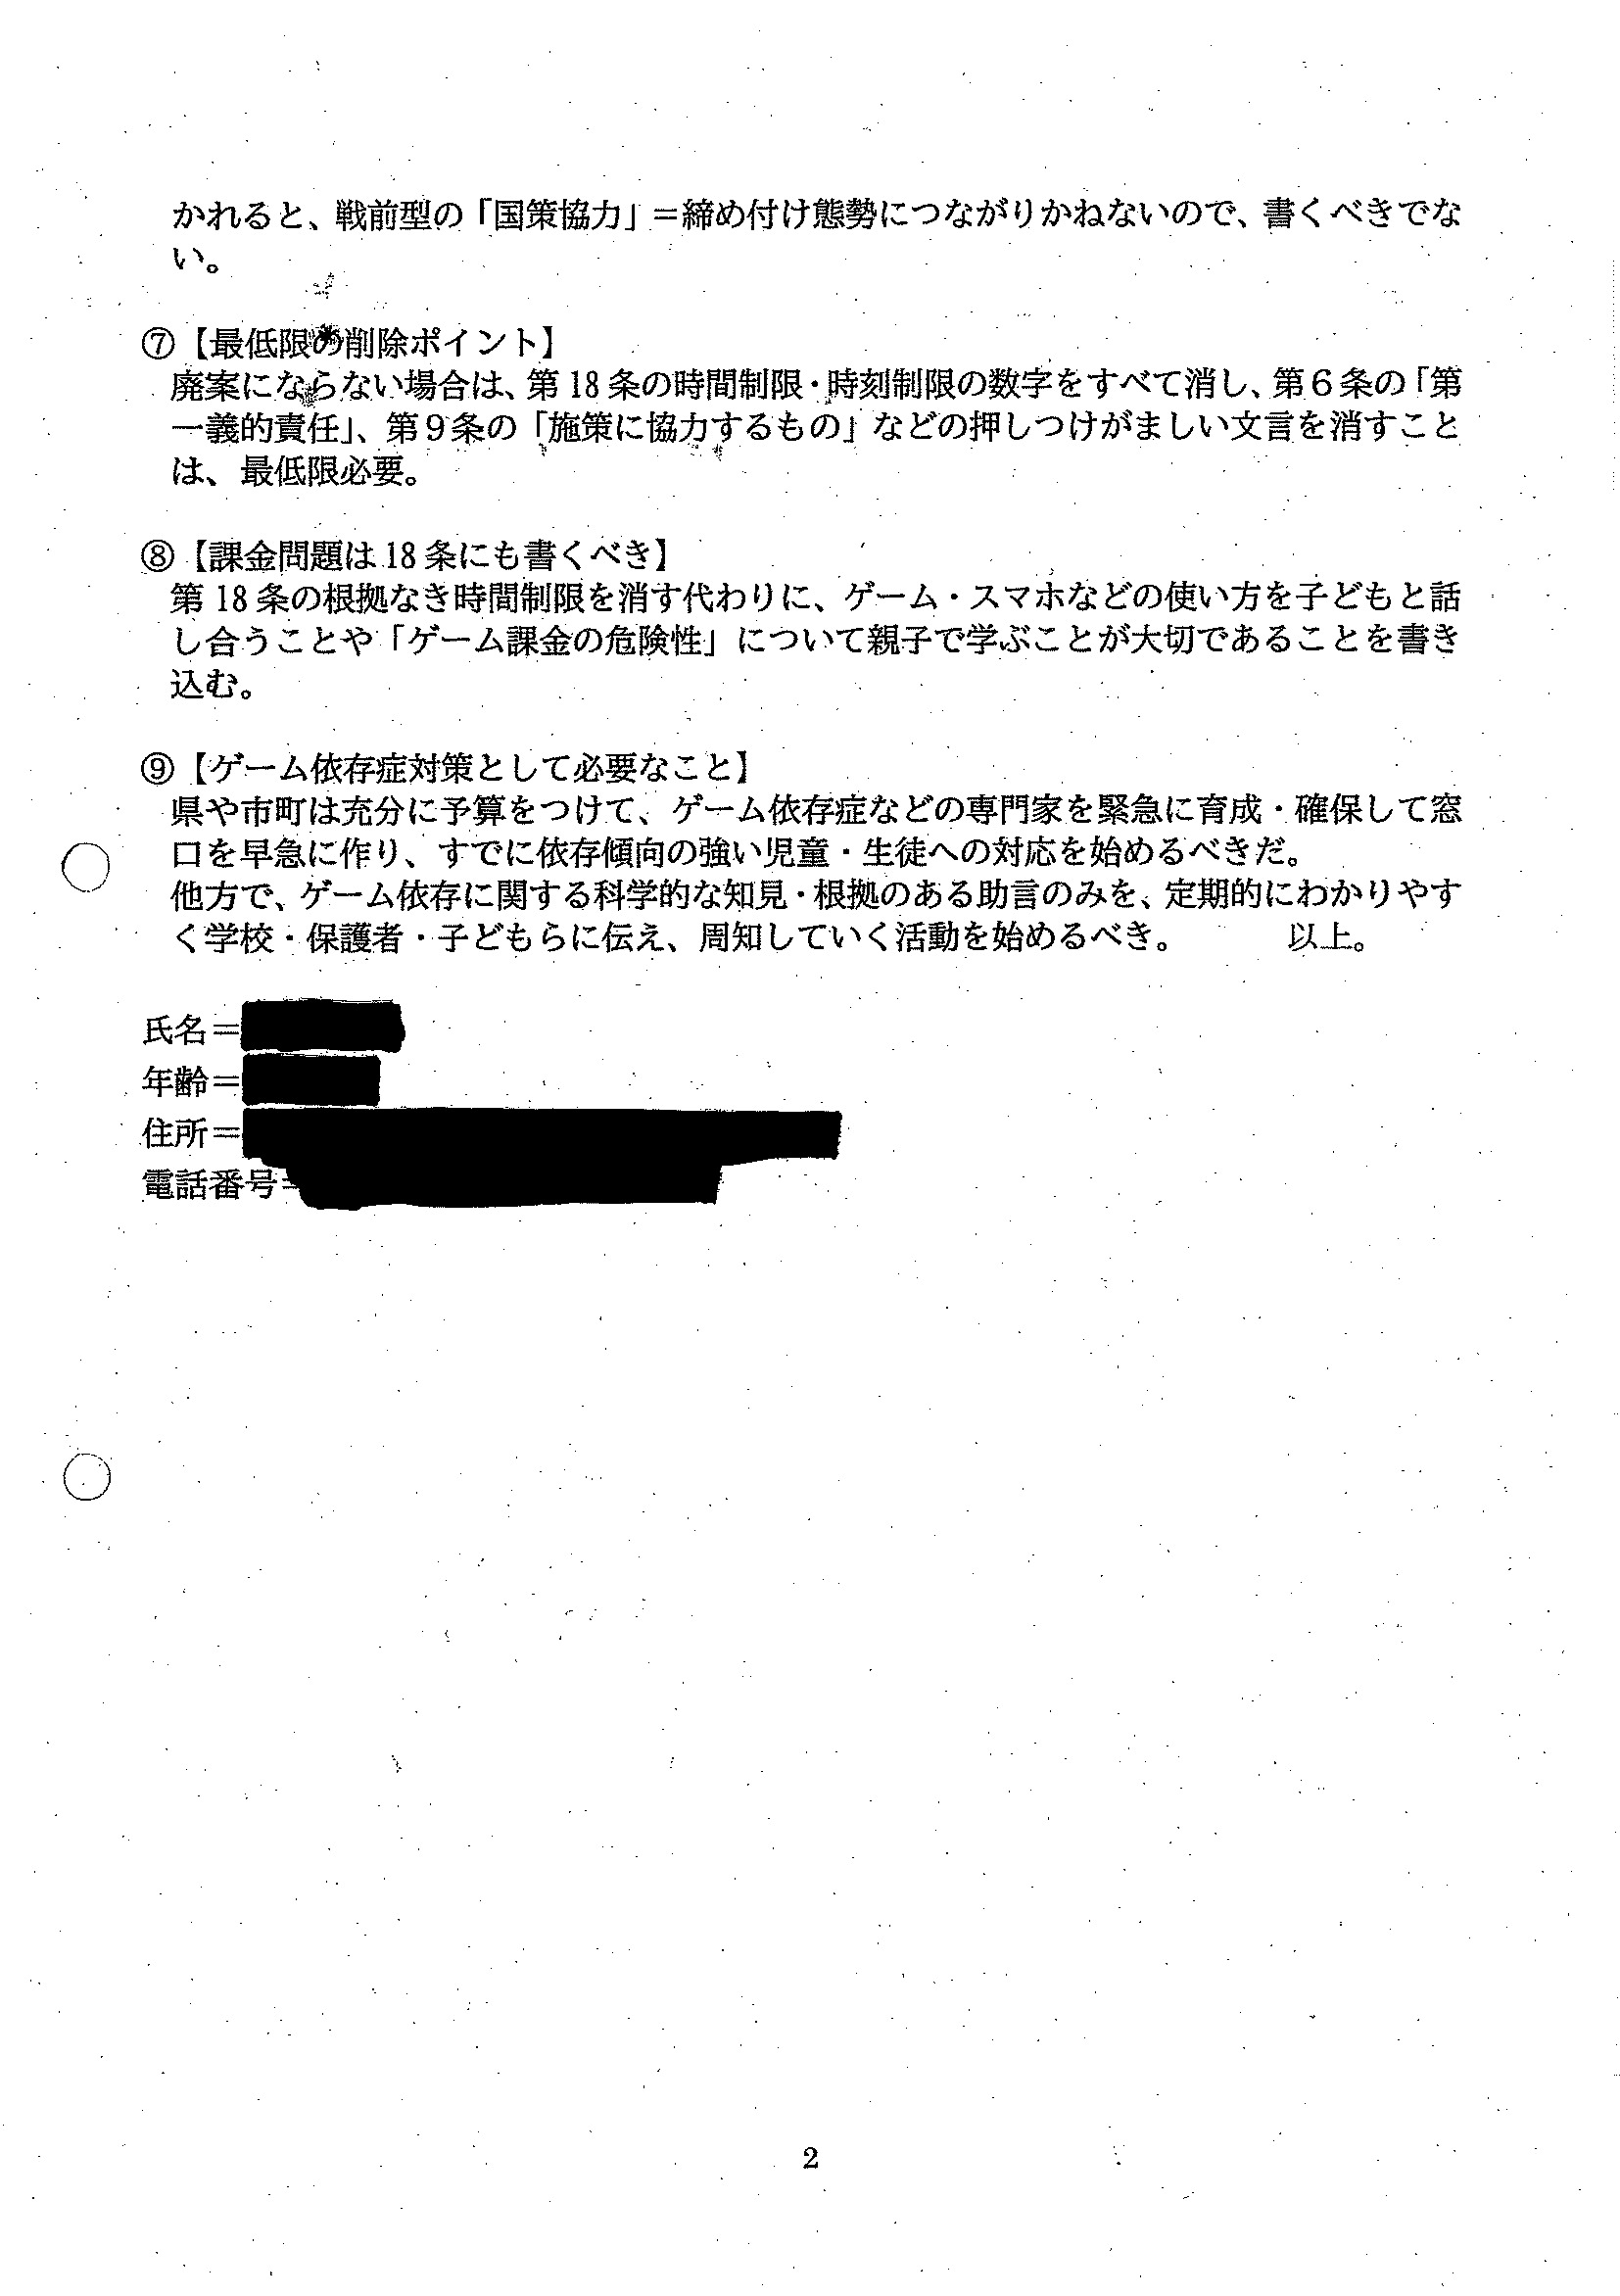 かれると、戦前型の「国策協力」＝締め付け態勢につながりかねないので、書くべきでな
い。
⑦【最低限の削除ポイント】
廃案にならない場合は、第 18 条の時間制限・時刻制限の数字をすべて消し、第６条の「第
一義的責任」、第９条の「施策に協力するもの」などの押しつけがましい文言を消すこと
は、最低限必要。
⑧【課金問題は 18 条にも書くべき】
第 18 条の根拠なき時間制限を消す代わりに、ゲーム・スマホなどの使い方を子どもと話
し合うことや「ゲーム課金の危険性」について親子で学ぶことが大切であることを書き
込む。
⑨【ゲーム依存症対策として必要なこと】
県や市町は充分に予算をつけて、ゲーム依存症などの専門家を緊急に育成・確保して窓
口を早急に作り、すでに依存傾向の強い児童・生徒への対応を始めるべきだ。
他方で、ゲーム依存に関する科学的な知見・根拠のある助言のみを、定期的にわかりやす
く学校・保護者・子どもらに伝え、周知していく活動を始めるべき。 以上。
氏名＝
年齢＝
住所＝
電話番号＝
2